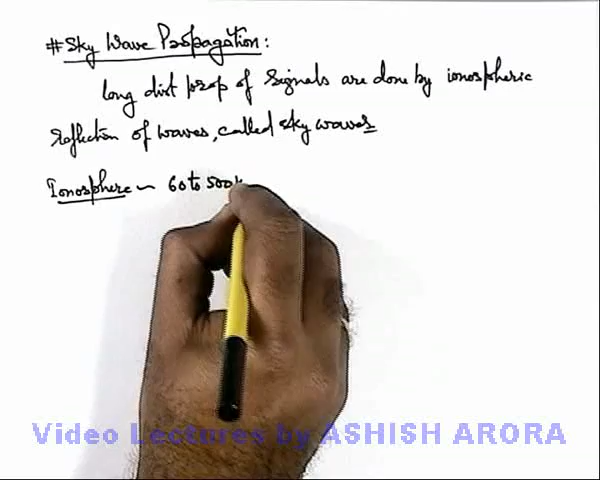 # Sky Wave Propagation :
long dist prop of signals are done by ionospheric
reflection of waves, called sky waves
Ionosphere ~ 60 to 500 k
Video Lectures by ASHISH ARORA